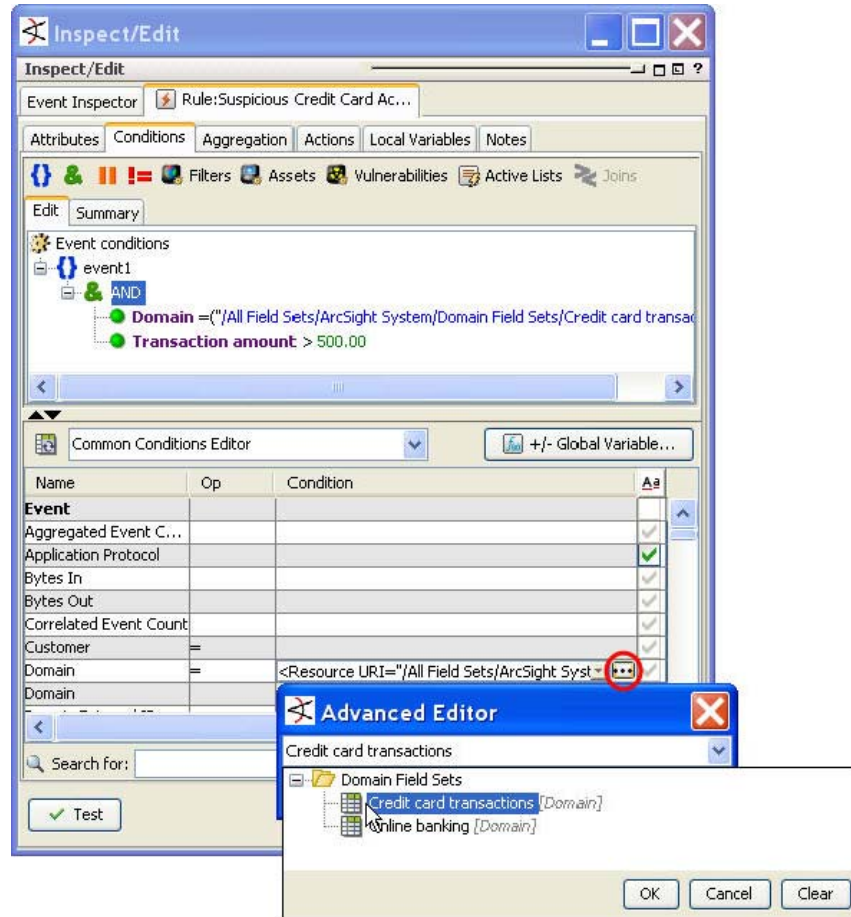 Inspect/Edit
Inspect/Edit ?
Event Inspector Rule:Suspicious Credit Card Ac...
Attributes Conditions Aggregation Actions Local Variables Notes
{} & || != Filters Assets Vulnerabilities Active Lists Joins
Edit Summary
Event conditions
{} event1
& AND
Domain =("/All Field Sets/ArcSight System/Domain Field Sets/Credit card transac
Transaction amount > 500.00
Common Conditions Editor +/- Global Variable...
Name Op Condition Aa
Event
Aggregated Event C...
Application Protocol
Bytes In
Bytes Out
Correlated Event Count
Customer =
Domain = <Resource URI="/All Field Sets/ArcSight Syst ...
Domain
Search for:
Test
Advanced Editor
Credit card transactions
Domain Field Sets
Credit card transactions [Domain]
Online banking [Domain]
OK Cancel Clear